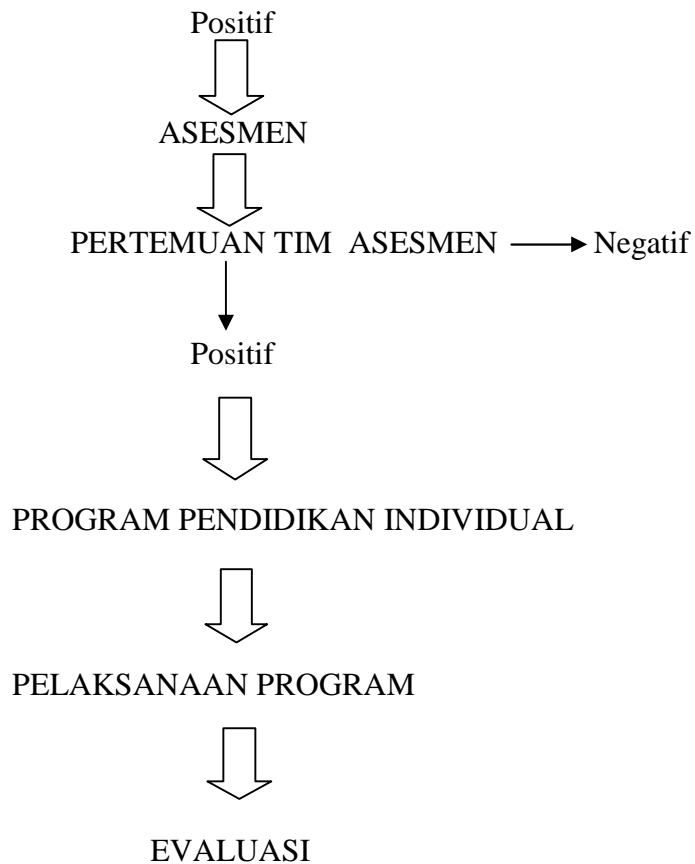 Positif
ASESMEN
PERTEMUAN TIM ASESMEN Negatif
Positif
PROGRAM PENDIDIKAN INDIVIDUAL
PELAKSANAAN PROGRAM
EVALUASI